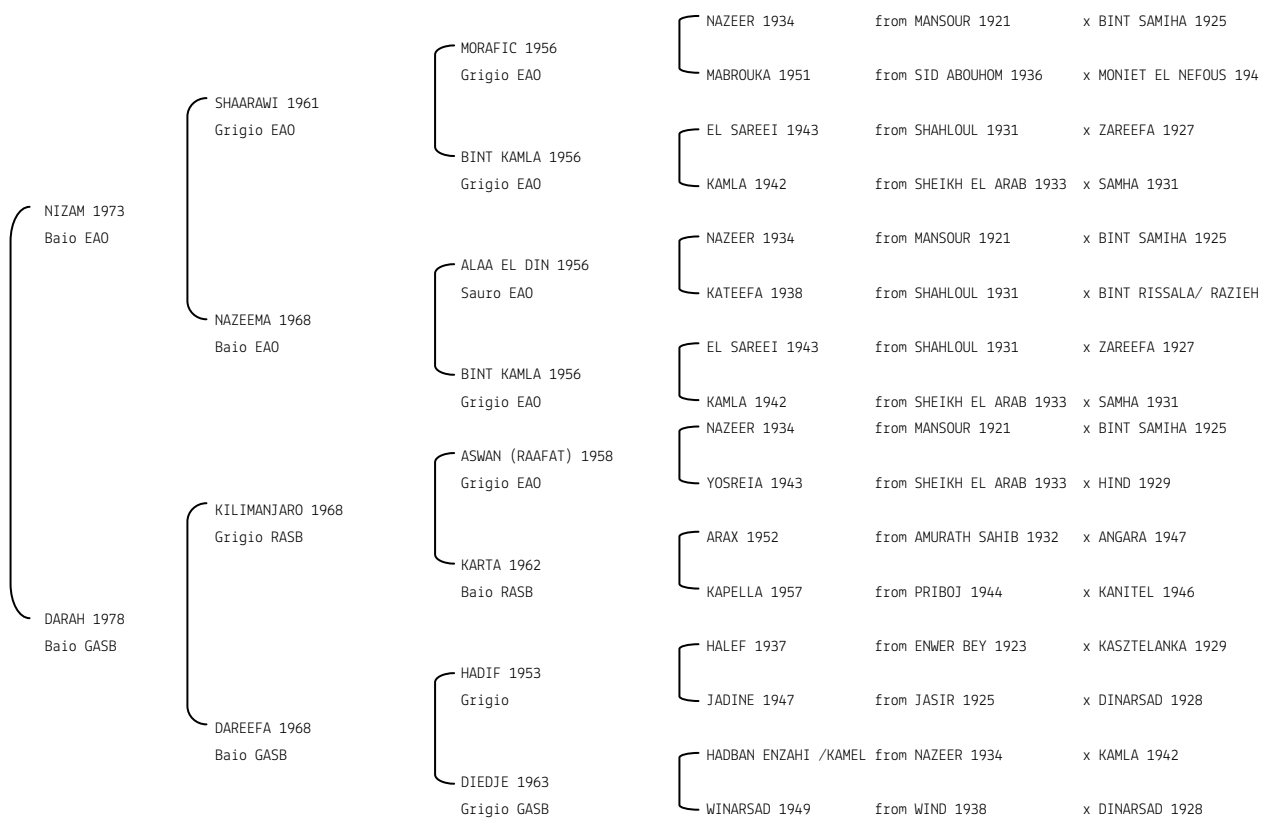 NAZEER 1934 from MANSOUR 1921 x BINT SAMIHA 1925
MORAFIC 1956
Grigio EAO MABROUKA 1951 from SID ABOUHOM 1936 x MONIET EL NEFOUS 194
SHAARAWI 1961
Grigio EAO EL SAREEI 1943 from SHAHLOUL 1931 x ZAREEFA 1927
BINT KAMLA 1956
Grigio EAO KAMLA 1942 from SHEIKH EL ARAB 1933 x SAMHA 1931
NIZAM 1973
Baio EAO NAZEER 1934 from MANSOUR 1921 x BINT SAMIHA 1925
ALAA EL DIN 1956
Sauro EAO KATEEFA 1938 from SHAHLOUL 1931 x BINT RISSALA/ RAZIEH
NAZEEMA 1968
Baio EAO EL SAREEI 1943 from SHAHLOUL 1931 x ZAREEFA 1927
BINT KAMLA 1956
Grigio EAO KAMLA 1942 from SHEIKH EL ARAB 1933 x SAMHA 1931
NAZEER 1934 from MANSOUR 1921 x BINT SAMIHA 1925
ASWAN (RAAFAT) 1958
Grigio EAO YOSREIA 1943 from SHEIKH EL ARAB 1933 x HIND 1929
KILIMANJARO 1968
Grigio RASB ARAX 1952 from AMURATH SAHIB 1932 x ANGARA 1947
KARTA 1962
Baio RASB KAPELLA 1957 from PRIBOJ 1944 x KANITEL 1946
DARAH 1978
Baio GASB HALEF 1937 from ENWER BEY 1923 x KASZTELANKA 1929
HADIF 1953
Grigio JADINE 1947 from JASIR 1925 x DINARSAD 1928
DAREEFA 1968
Baio GASB HADBAN ENZAHI /KAMEL from NAZEER 1934 x KAMLA 1942
DIEDJE 1963
Grigio GASB WINARSAD 1949 from WIND 1938 x DINARSAD 1928